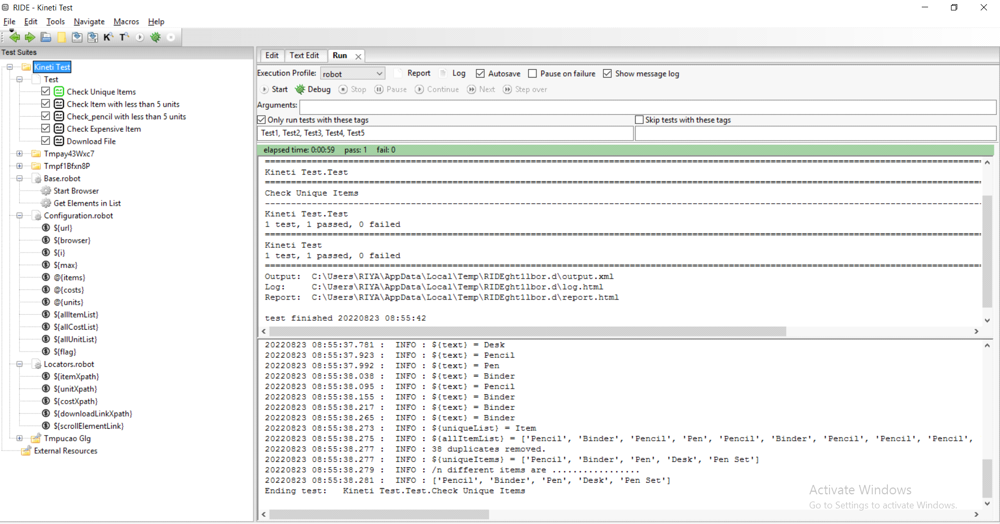 RIDE - Kineti Test
File Edit Tools Navigate Macros Help
K T
Test Suites
Kineti Test
Test
Check Unique Items
Check Item with less than 5 units
Check_pencil with less than 5 units
Check Expensive Item
Download File
Tmpay43Wxc7
Tmpf1Bfxn8P
Base.robot
Start Browser
Get Elements in List
Configuration.robot
${url}
${browser}
${i}
${max}
@{items}
@{costs}
@{units}
${allItemList}
${allCostList}
${allUnitList}
${flag}
Locators.robot
${itemXpath}
${unitXpath}
${costXpath}
${downloadLinkXpath}
${scrollElementLink}
Tmpucao Glg
External Resources
Edit Text Edit Run
Execution Profile: robot Report Log Autosave Pause on failure Show message log
Start Debug Stop Pause Continue Next Step over
Arguments:
Only run tests with these tags Skip tests with these tags
Test1, Test2, Test3, Test4, Test5
elapsed time: 0:00:59 pass: 1 fail: 0
Kineti Test.Test
Check Unique Items
Kineti Test.Test
1 test, 1 passed, 0 failed
Kineti Test
1 test, 1 passed, 0 failed
Output: C:\Users\RIYA\AppData\Local\Temp\RIDEght1lbor.d\output.xml
Log: C:\Users\RIYA\AppData\Local\Temp\RIDEght1lbor.d\log.html
Report: C:\Users\RIYA\AppData\Local\Temp\RIDEght1lbor.d\report.html
test finished 20220823 08:55:42
20220823 08:55:37.781 : INFO : ${text} = Desk
20220823 08:55:37.923 : INFO : ${text} = Pencil
20220823 08:55:37.992 : INFO : ${text} = Pen
20220823 08:55:38.038 : INFO : ${text} = Binder
20220823 08:55:38.095 : INFO : ${text} = Pencil
20220823 08:55:38.155 : INFO : ${text} = Binder
20220823 08:55:38.217 : INFO : ${text} = Binder
20220823 08:55:38.265 : INFO : ${text} = Binder
20220823 08:55:38.273 : INFO : ${uniqueList} = Item
20220823 08:55:38.275 : INFO : ${allItemList} = ['Pencil', 'Binder', 'Pencil', 'Pen', 'Pencil', 'Binder', 'Pencil', 'Pencil', 'Pencil',
20220823 08:55:38.277 : INFO : 38 duplicates removed.
20220823 08:55:38.277 : INFO : ${uniqueItems} = ['Pencil', 'Binder', 'Pen', 'Desk', 'Pen Set']
20220823 08:55:38.279 : INFO : /n different items are .................
20220823 08:55:38.281 : INFO : ['Pencil', 'Binder', 'Pen', 'Desk', 'Pen Set']
Ending test: Kineti Test.Test.Check Unique Items
Activate Windows
Go to Settings to activate Windows.